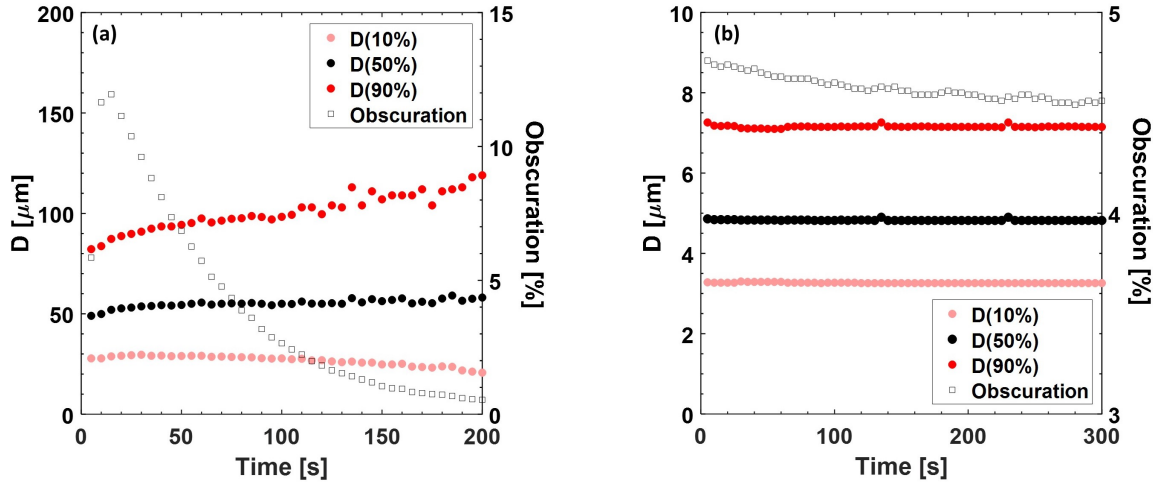 (a)
D(10%)
D(50%)
D(90%)
Obscuration
200
150
100
50
0
D [μm]
15
10
5
0
Obscuration [%]
0
50
100
150
200
Time [s]
(b)
10
8
6
4
2
0
D [μm]
5
4
3
Obscuration [%]
D(10%)
D(50%)
D(90%)
Obscuration
0
100
200
300
Time [s]